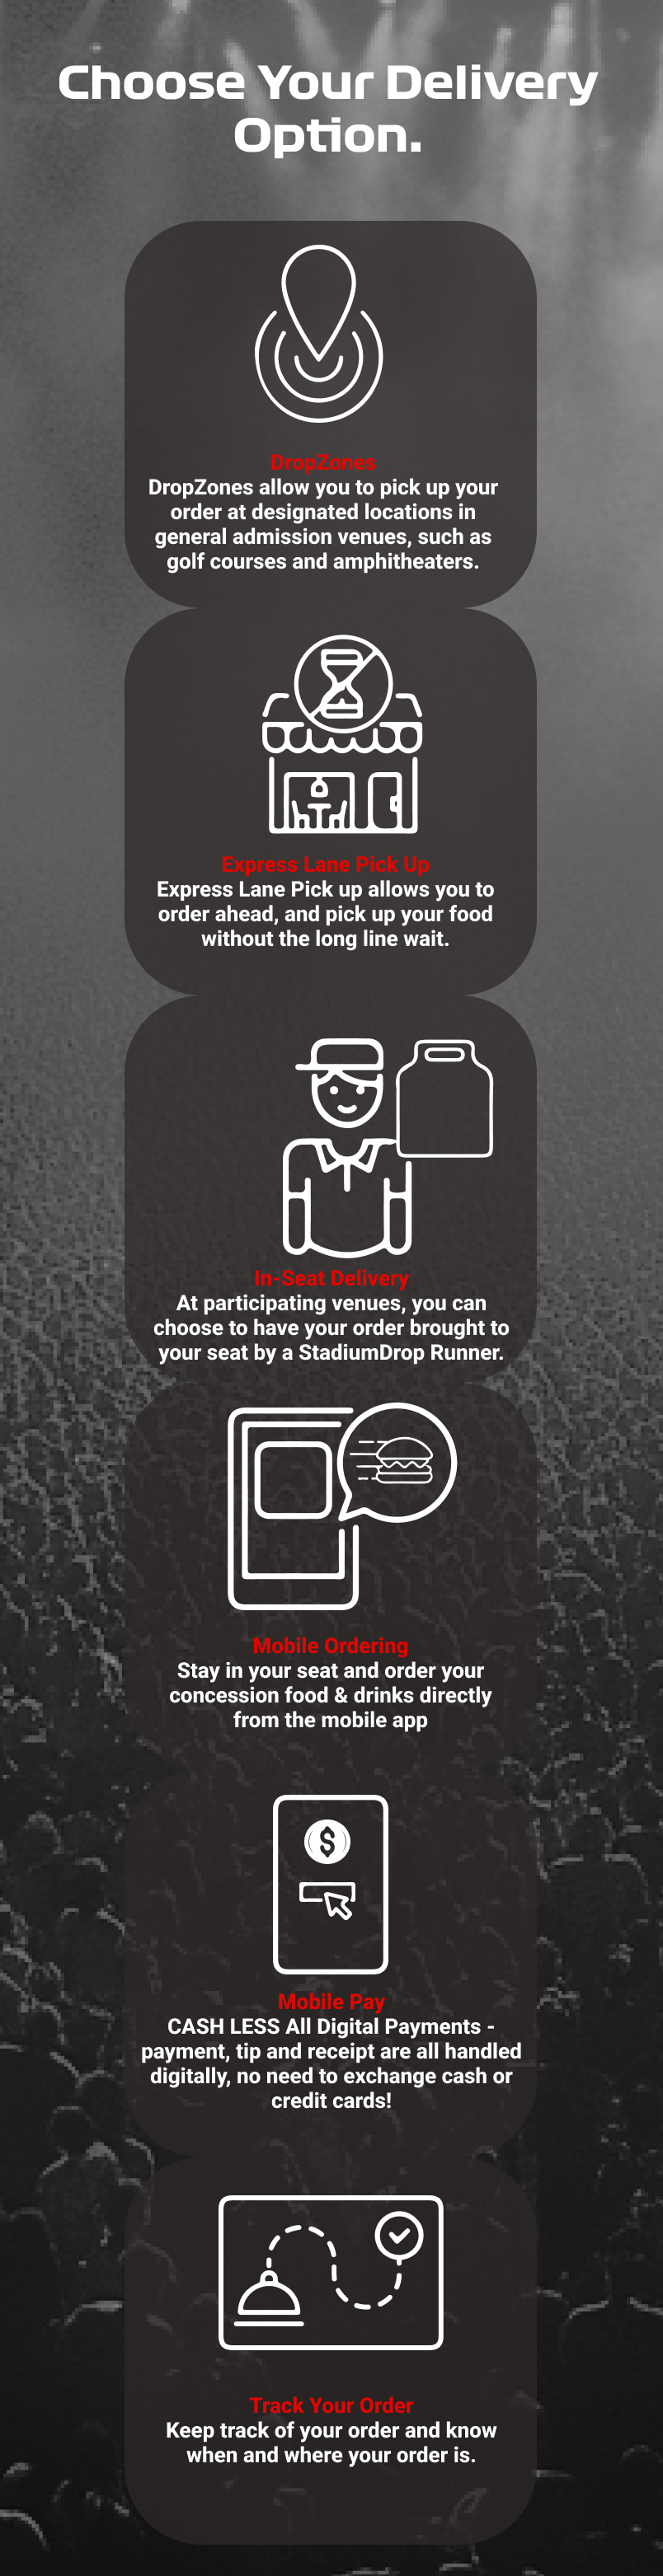 Choose Your Delivery
Option.
DropZones
DropZones allow you to pick up your
order at designated locations in
general admission venues, such as
golf courses and amphitheaters.
Express Lane Pick Up
Express Lane Pick up allows you to
order ahead, and pick up your food
without the long line wait.
In-Seat Delivery
At participating venues, you can
choose to have your order brought to
your seat by a StadiumDrop Runner.
Mobile Ordering
Stay in your seat and order your
concession food & drinks directly
from the mobile app
$
Mobile Pay
CASH LESS All Digital Payments -
payment, tip and receipt are all handled
digitally, no need to exchange cash or
credit cards!
Track Your Order
Keep track of your order and know
when and where your order is.